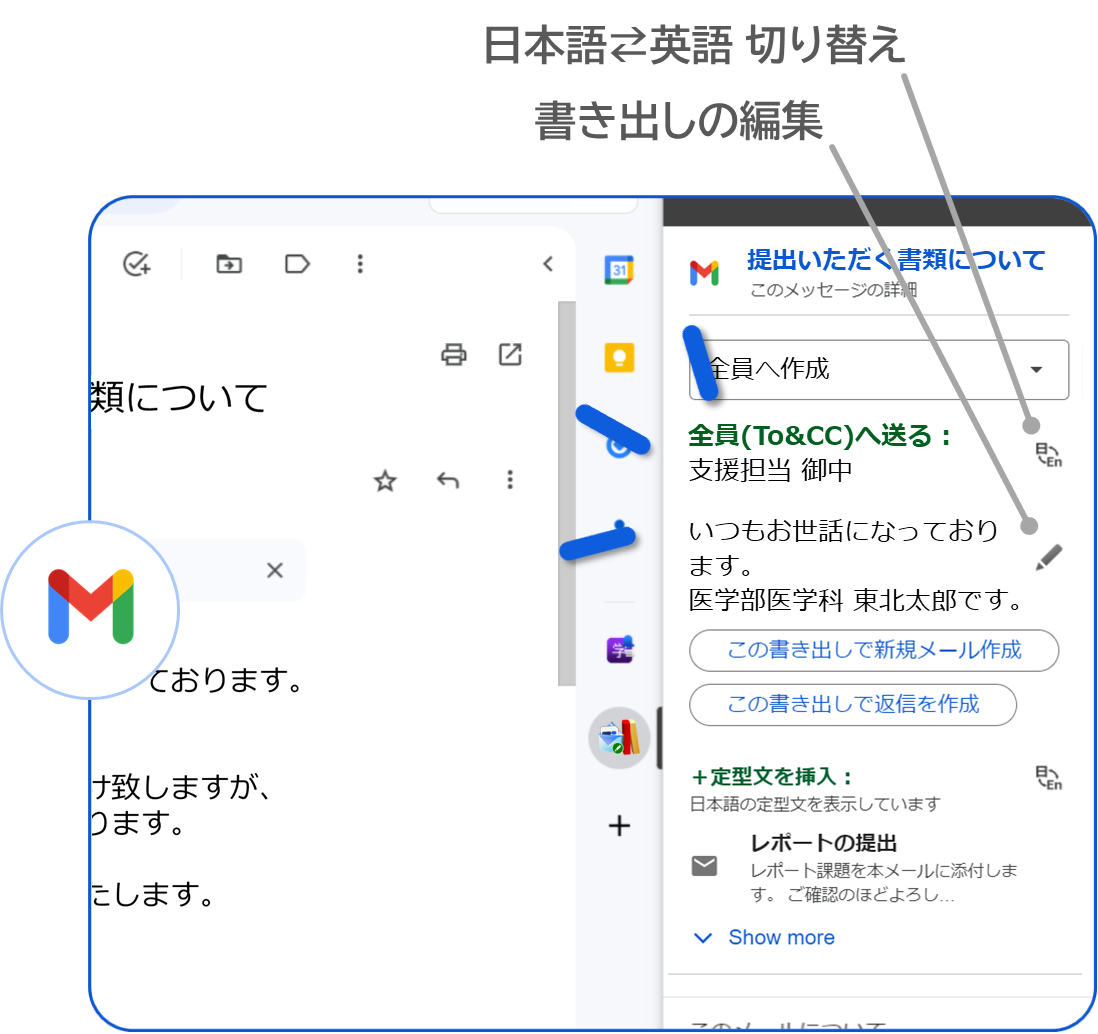 日本語⇄英語 切り替え
書き出しの編集
類について
ております。
け致しますが、
ります。
たします。
31
学
提出いただく書類について
このメッセージの詳細
全員へ作成
全員(To&CC)へ送る：
日En
支援担当 御中
いつもお世話になっており
ます。
医学部医学科 東北太郎です。
この書き出しで新規メール作成
この書き出しで返信を作成
+定型文を挿入：
日En
日本語の定型文を表示しています
レポートの提出
レポート課題を本メールに添付しま
す。ご確認のほどよろし...
Show more
このメールについて